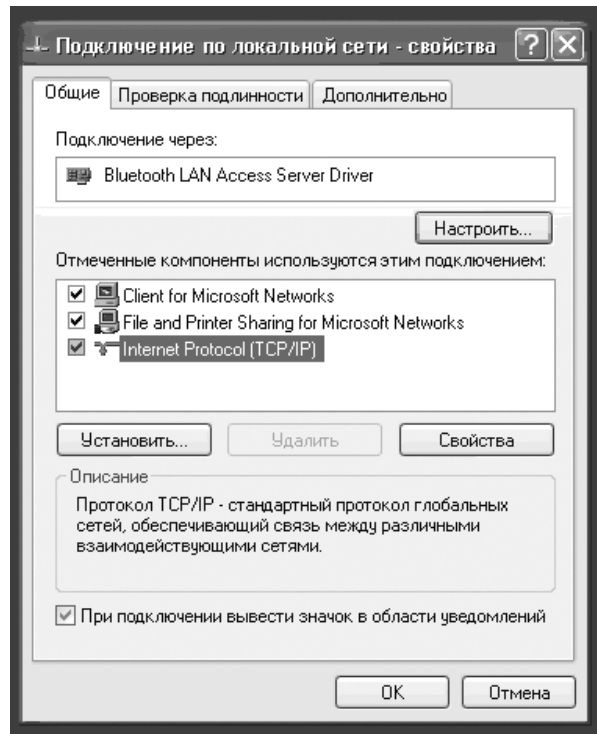 Подключение по локальной сети - свойства
Общие
Проверка подлинности
Дополнительно
Подключение через:
Bluetooth LAN Access Server Driver
Настроить...
Отмеченные компоненты используются этим подключением:
Client for Microsoft Networks
File and Printer Sharing for Microsoft Networks
Internet Protocol (TCP/IP)
Установить...
Удалить
Свойства
Описание
Протокол TCP/IP - стандартный протокол глобальных
сетей, обеспечивающий связь между различными
взаимодействующими сетями.
При подключении вывести значок в области уведомлений
OK
Отмена